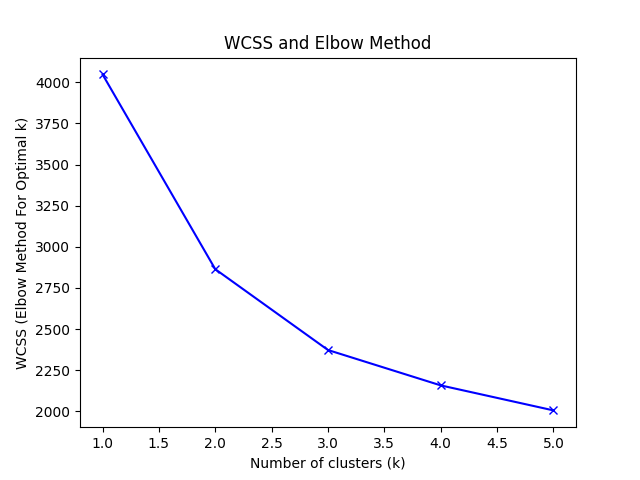 WCSS and Elbow Method
WCSS (Elbow Method For Optimal k)
4000
3750
3500
3250
3000
2750
2500
2250
2000
1.0 1.5 2.0 2.5 3.0 3.5 4.0 4.5 5.0
Number of clusters (k)